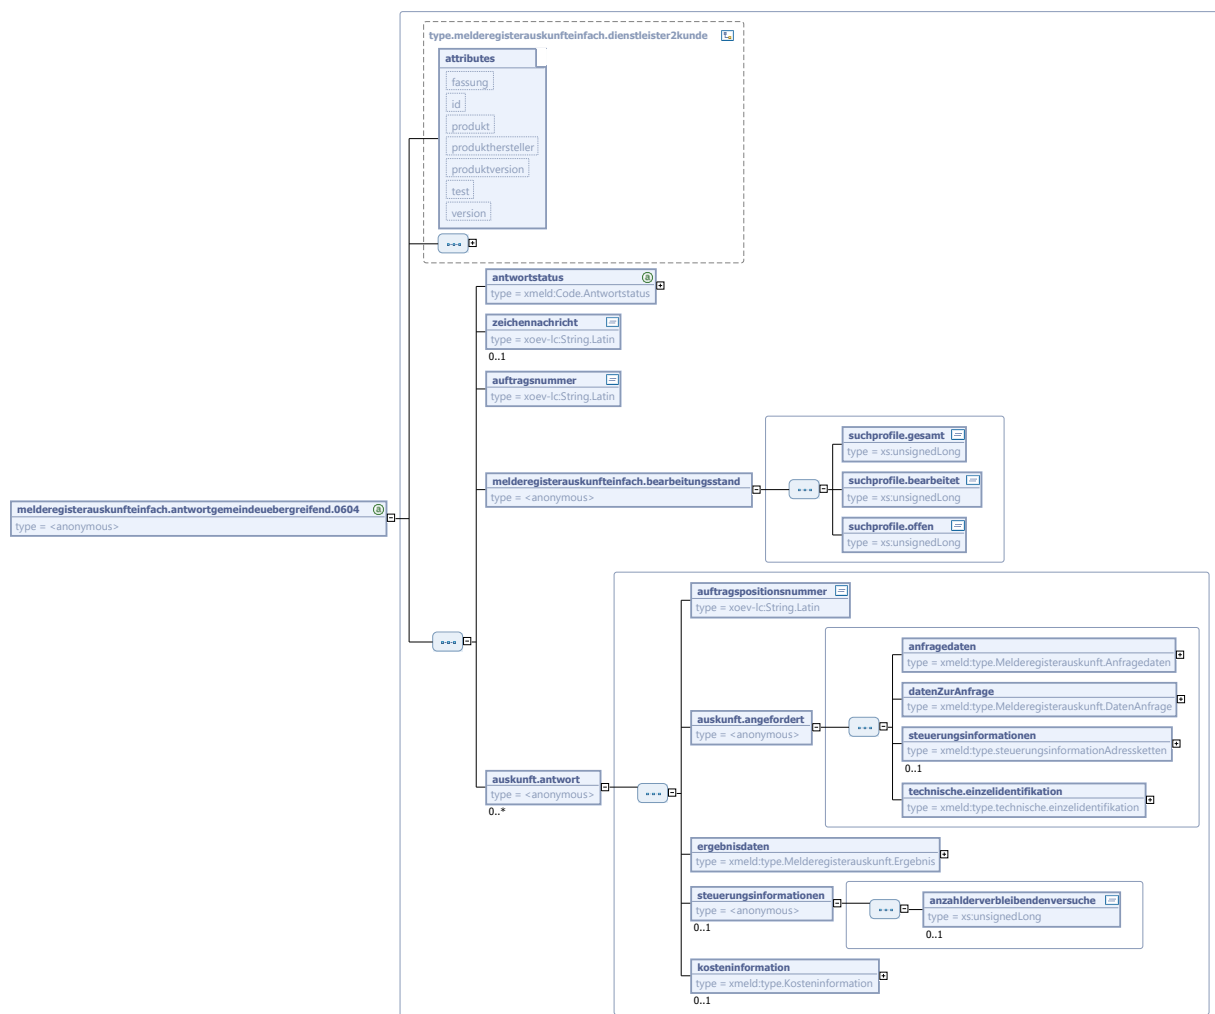 type.melderegisterauskunfteinfach.dienstleister2kunde
attributes
fassung
id
produkt
produkthersteller
produktversion
test
version
antwortstatus
type = xmeld:Code.Antwortstatus
zeichennachricht
type = xoev-lc:String.Latin
0..1
auftragsnummer
type = xoev-lc:String.Latin
melderegisterauskunfteinfach.bearbeitungsstand
type = <anonymous>
suchprofile.gesamt
type = xs:unsignedLong
suchprofile.bearbeitet
type = xs:unsignedLong
suchprofile.offen
type = xs:unsignedLong
melderegisterauskunfteinfach.antwortgemeindeuebergreifend.0604
type = <anonymous>
auftragspositionsnummer
type = xoev-lc:String.Latin
anfragedaten
type = xmeld:type.Melderegisterauskunft.Anfragedaten
datenZurAnfrage
type = xmeld:type.Melderegisterauskunft.DatenAnfrage
auskunft.angefordert
type = <anonymous>
steuerungsinformationen
type = xmeld:type.steuerungsinformationAdressketten
0..1
technische.einzelidentifikation
type = xmeld:type.technische.einzelidentifikation
auskunft.antwort
type = <anonymous>
0..*
ergebnisdaten
type = xmeld:type.Melderegisterauskunft.Ergebnis
steuerungsinformationen
type = <anonymous>
0..1
anzahlderverbleibendenversuche
type = xs:unsignedLong
0..1
kosteninformation
type = xmeld:type.Kosteninformation
0..1